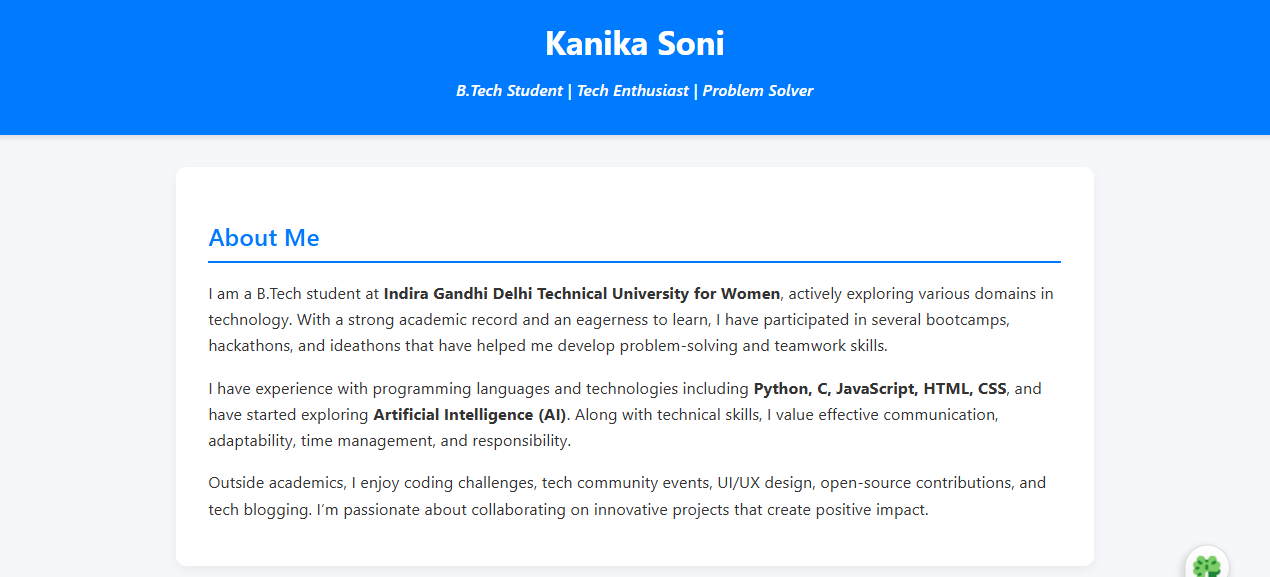 Kanika Soni
B.Tech Student | Tech Enthusiast | Problem Solver
About Me
I am a B.Tech student at Indira Gandhi Delhi Technical University for Women, actively exploring various domains in
technology. With a strong academic record and an eagerness to learn, I have participated in several bootcamps,
hackathons, and ideathons that have helped me develop problem-solving and teamwork skills.
I have experience with programming languages and technologies including Python, C, JavaScript, HTML, CSS, and
have started exploring Artificial Intelligence (AI). Along with technical skills, I value effective communication,
adaptability, time management, and responsibility.
Outside academics, I enjoy coding challenges, tech community events, UI/UX design, open-source contributions, and
tech blogging. I’m passionate about collaborating on innovative projects that create positive impact.